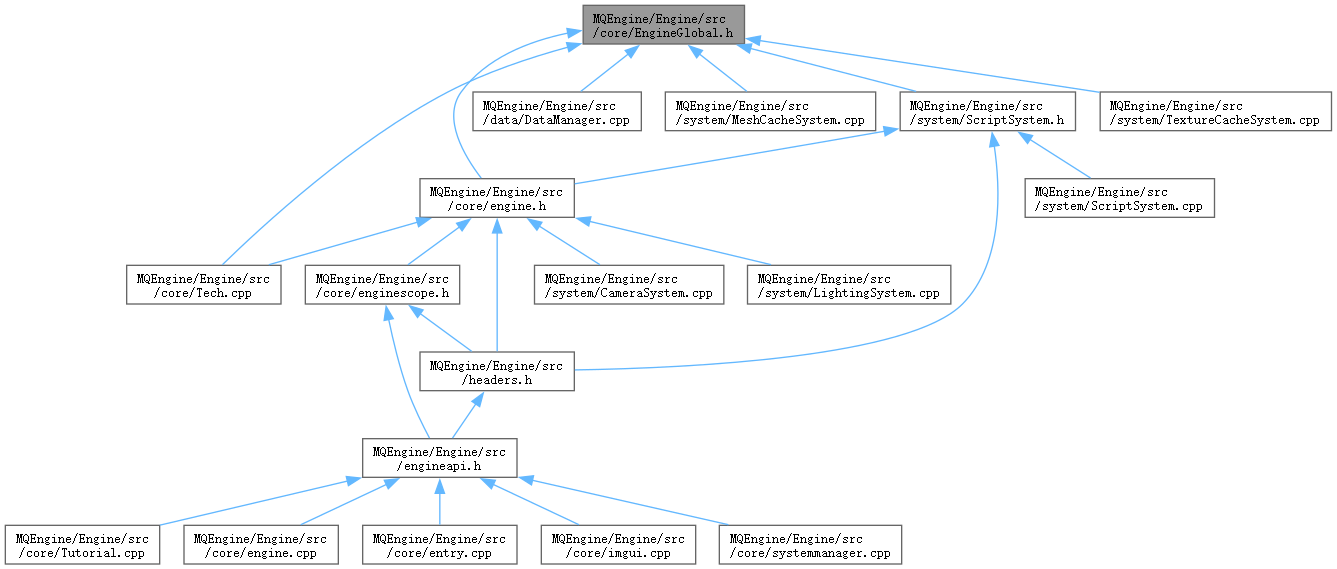 MQEngine/Engine/src
/core/EngineGlobal.h
MQEngine/Engine/src
/data/DataManager.cpp
MQEngine/Engine/src
/system/MeshCacheSystem.cpp
MQEngine/Engine/src
/system/ScriptSystem.h
MQEngine/Engine/src
/system/TextureCacheSystem.cpp
MQEngine/Engine/src
/core/engine.h
MQEngine/Engine/src
/system/ScriptSystem.cpp
MQEngine/Engine/src
/core/Tech.cpp
MQEngine/Engine/src
/core/enginescope.h
MQEngine/Engine/src
/system/CameraSystem.cpp
MQEngine/Engine/src
/system/LightingSystem.cpp
MQEngine/Engine/src
/headers.h
MQEngine/Engine/src
/engineapi.h
MQEngine/Engine/src
/core/Tutorial.cpp
MQEngine/Engine/src
/core/engine.cpp
MQEngine/Engine/src
/core/entry.cpp
MQEngine/Engine/src
/core/imgui.cpp
MQEngine/Engine/src
/core/systemmanager.cpp